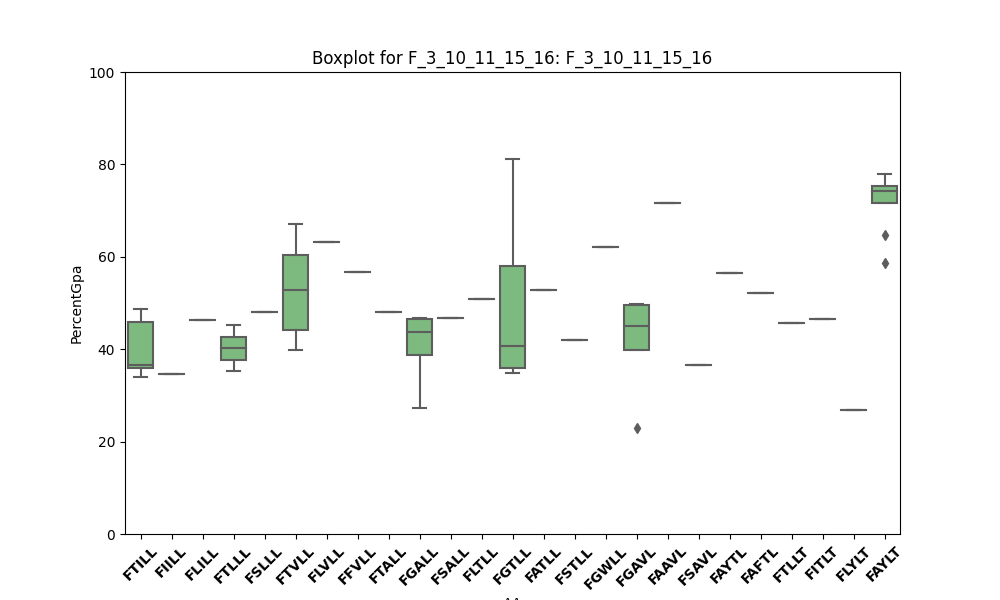 Boxplot for F_3_10_11_15_16: F_3_10_11_15_16
PercentGpa
100
80
60
40
20
0
FTILL
FIILL
FLILL
FTLLL
FSLLL
FTVLL
FLVLL
FFVLL
FTALL
FGALL
FSALL
FLTLL
FGTLL
FATLL
FSTLL
FGWLL
FGAVL
FAAVL
FSAVL
FAYTL
FAFTL
FTLLT
FITLT
FLYLT
FAYLT